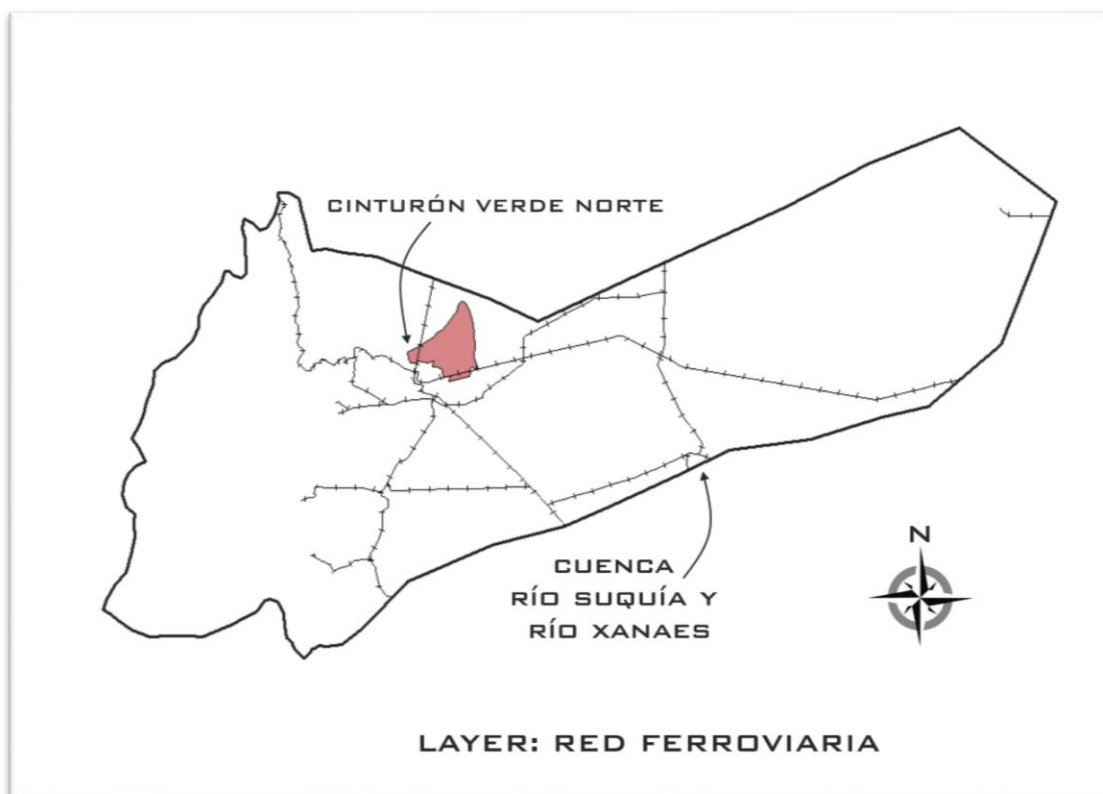 CINTURÓN VERDE NORTE
N
CUENCA
RÍO SUQUÍA Y
RÍO XANAES
LAYER: RED FERROVIARIA